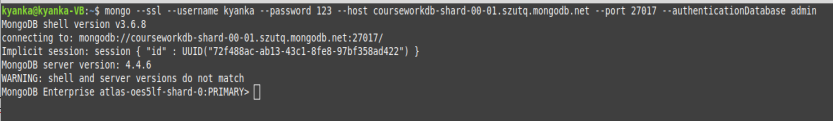 kyanka@kyanka-VB:~$ mongo --ssl --username kyanka --password 123 --host courseworkdb-shard-00-01.szutq.mongodb.net --port 27017 --authenticationDatabase admin
MongoDB shell version v3.6.8
connecting to: mongodb://courseworkdb-shard-00-01.szutq.mongodb.net:27017/
Implicit session: session { "id" : UUID("72f488ac-ab13-43c1-8fe8-97bf358ad422") }
MongoDB server version: 4.4.6
WARNING: shell and server versions do not match
MongoDB Enterprise atlas-oes5lf-shard-0:PRIMARY>